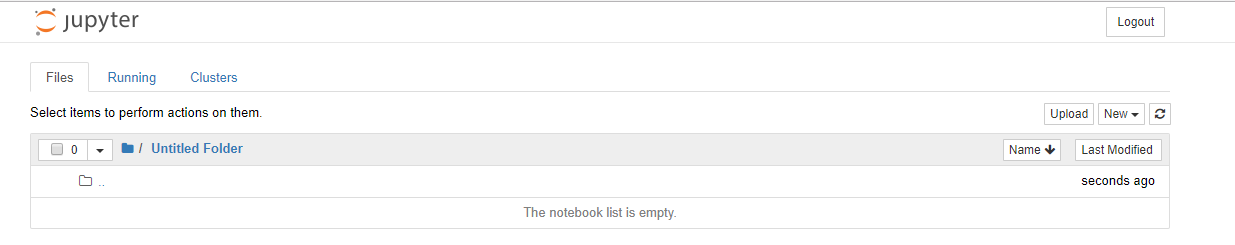 jupyter
Logout
Files Running Clusters
Select items to perform actions on them.
Upload New
0 / Untitled Folder Name Last Modified
.. seconds ago
The notebook list is empty.